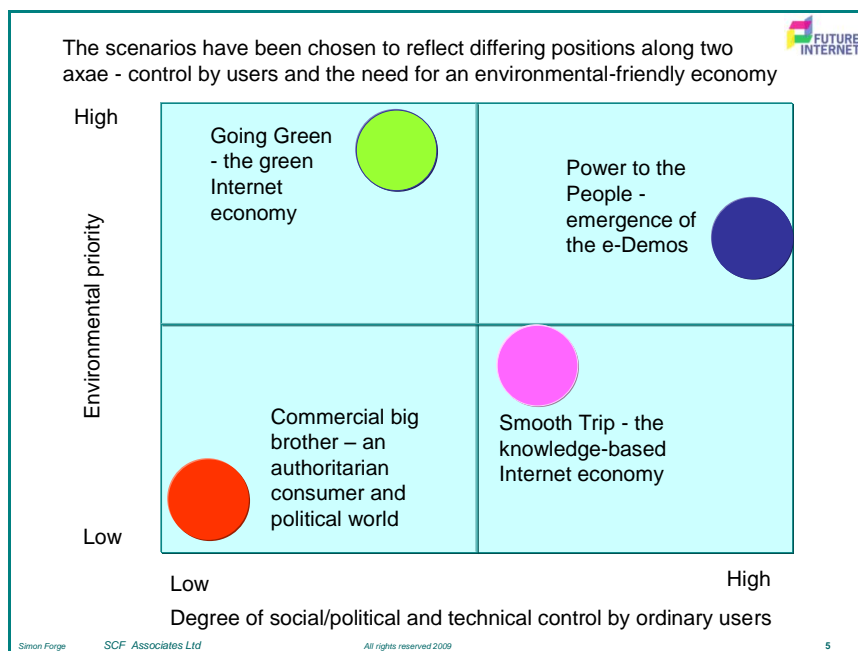 The scenarios have been chosen to reflect differing positions along two
axae - control by users and the need for an environmental-friendly economy
FUTURE
INTERNET
High
Going Green
- the green
Internet
economy
Power to the
People -
emergence of
the e-Demos
Environmental priority
Commercial big
brother – an
authoritarian
consumer and
political world
Smooth Trip - the
knowledge-based
Internet economy
Low
Low
High
Degree of social/political and technical control by ordinary users
Simon Forge SCF Associates Ltd All rights reserved 2009 5